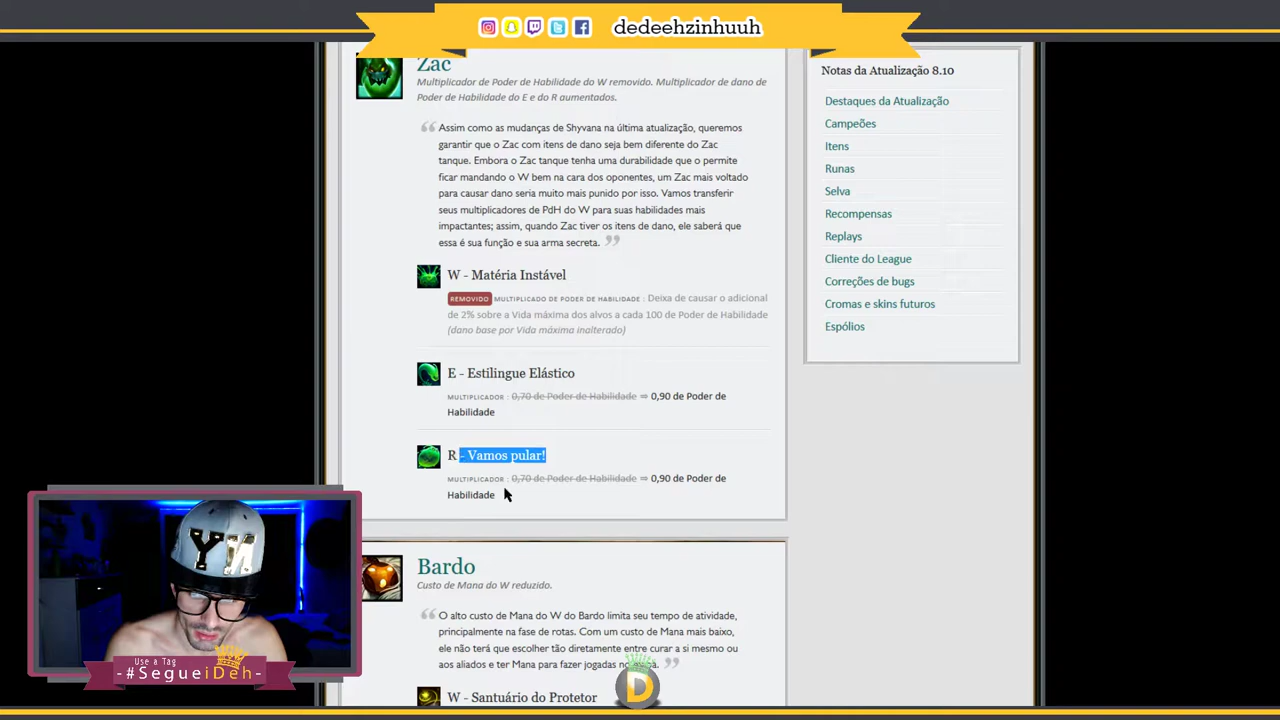 dedeehzinhuuh
Zac
Multiplicador de Poder de Habilidade do W removido. Multiplicador de dano de
Poder de Habilidade do E e do R aumentados.
Assim como as mudanças de Shyvana na última atualização, queremos
garantir que o Zac com itens de dano seja bem diferente do Zac
tanque. Embora o Zac tanque tenha uma durabilidade que o permite
ficar mandando o W bem na cara dos oponentes, um Zac mais voltado
para causar dano seria muito mais punido por isso. Vamos transferir
seus multiplicadores de PdH do W para suas habilidades mais
impactantes; assim, quando Zac tiver os itens de dano, ele saberá que
essa é sua função e sua arma secreta.
W - Matéria Instável
REMOVIDO MULTIPLICADO DE PODER DE HABILIDADE : Deixa de causar o adicional
de 2% sobre a Vida máxima dos alvos a cada 100 de Poder de Habilidade
(dano base por Vida máxima inalterado)
E - Estilingue Elástico
MULTIPLICADOR : 0,70 de Poder de Habilidade ⇒ 0,90 de Poder de
Habilidade
R - Vamos pular!
MULTIPLICADOR : 0,70 de Poder de Habilidade ⇒ 0,90 de Poder de
Habilidade
Bardo
Custo de Mana do W reduzido.
O alto custo de Mana do W do Bardo limita seu tempo de atividade,
principalmente na fase de rotas. Com um custo de Mana mais baixo,
ele não terá que escolher tão diretamente entre curar a si mesmo ou
aos aliados e ter Mana para fazer jogadas
W - Santuário do Protetor
Notas da Atualização 8.10
Destaques da Atualização
Campeões
Itens
Runas
Selva
Recompensas
Replays
Cliente do League
Correções de bugs
Cromas e skins futuros
Espólios
YN
Use a Tag
-#SegueiDeh-
D